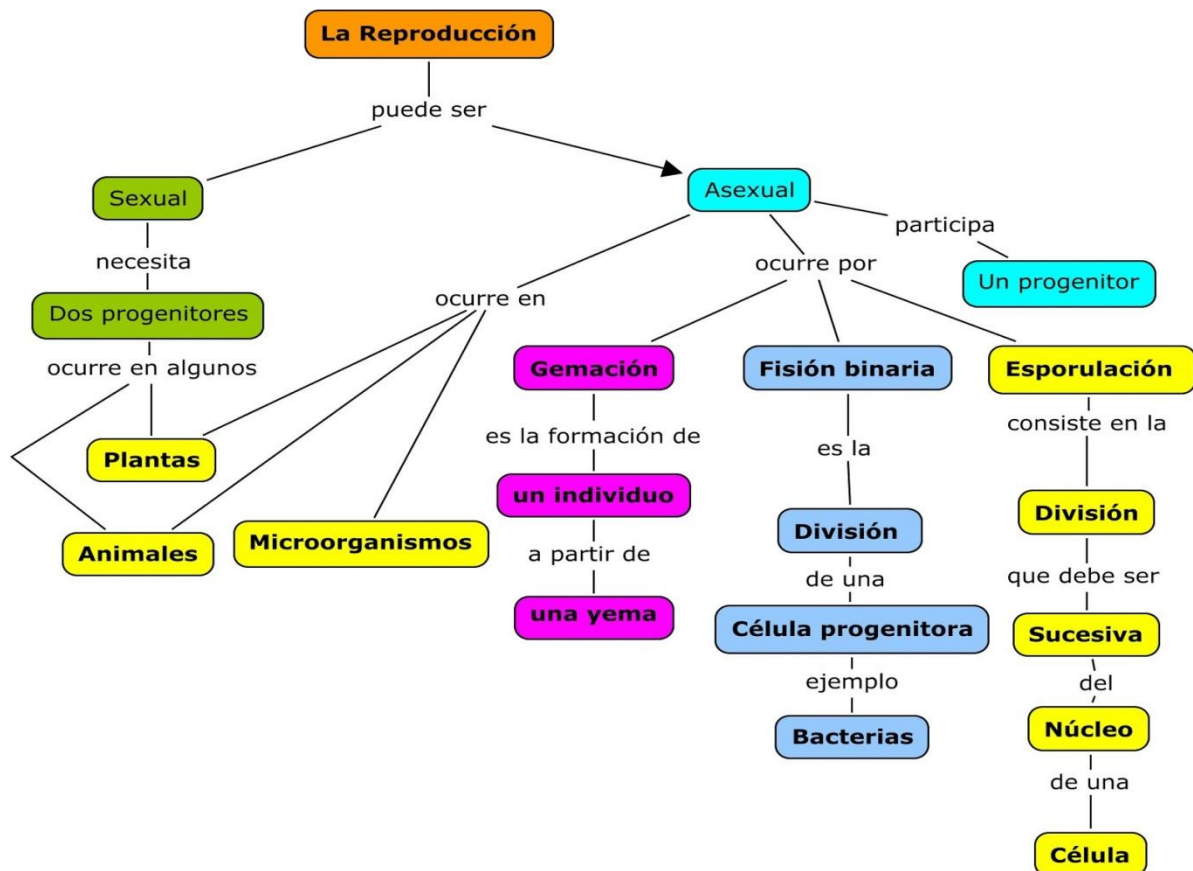 La Reproducción
puede ser
Sexual
Asexual
participa
necesita
ocurre por
Un progenitor
Dos progenitores
ocurre en
ocurre en algunos
Gemación
Fisión binaria
Esporulación
consiste en la
es la formación de
es la
Plantas
un individuo
División
División
Animales
Microorganismos
a partir de
de una
que debe ser
una yema
Célula progenitora
Sucesiva
ejemplo
del
Bacterias
Núcleo
de una
Célula